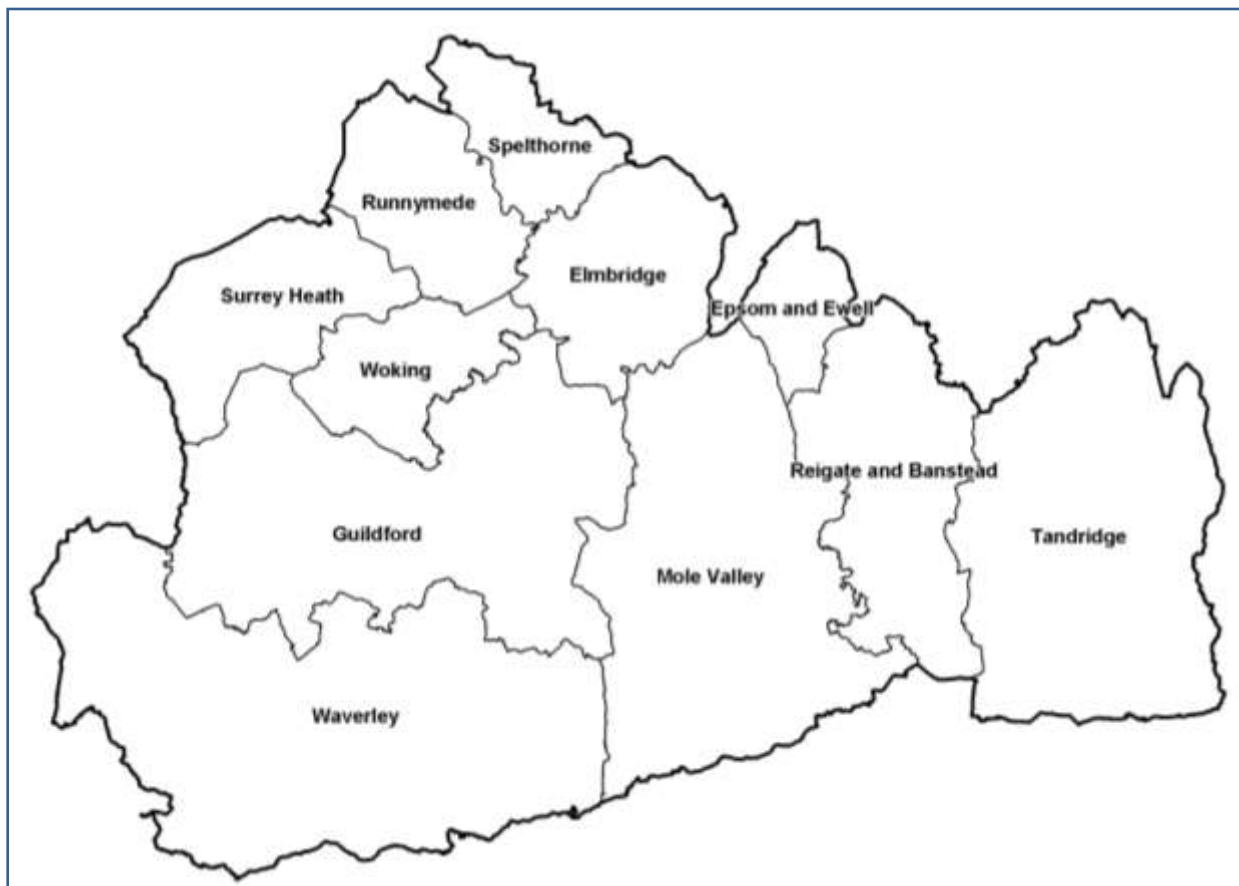 Spelthorne
Runnymede
Elmbridge
Surrey Heath
Epsom and Ewell
Woking
Reigate and Banstead
Guildford
Tandridge
Mole Valley
Waverley